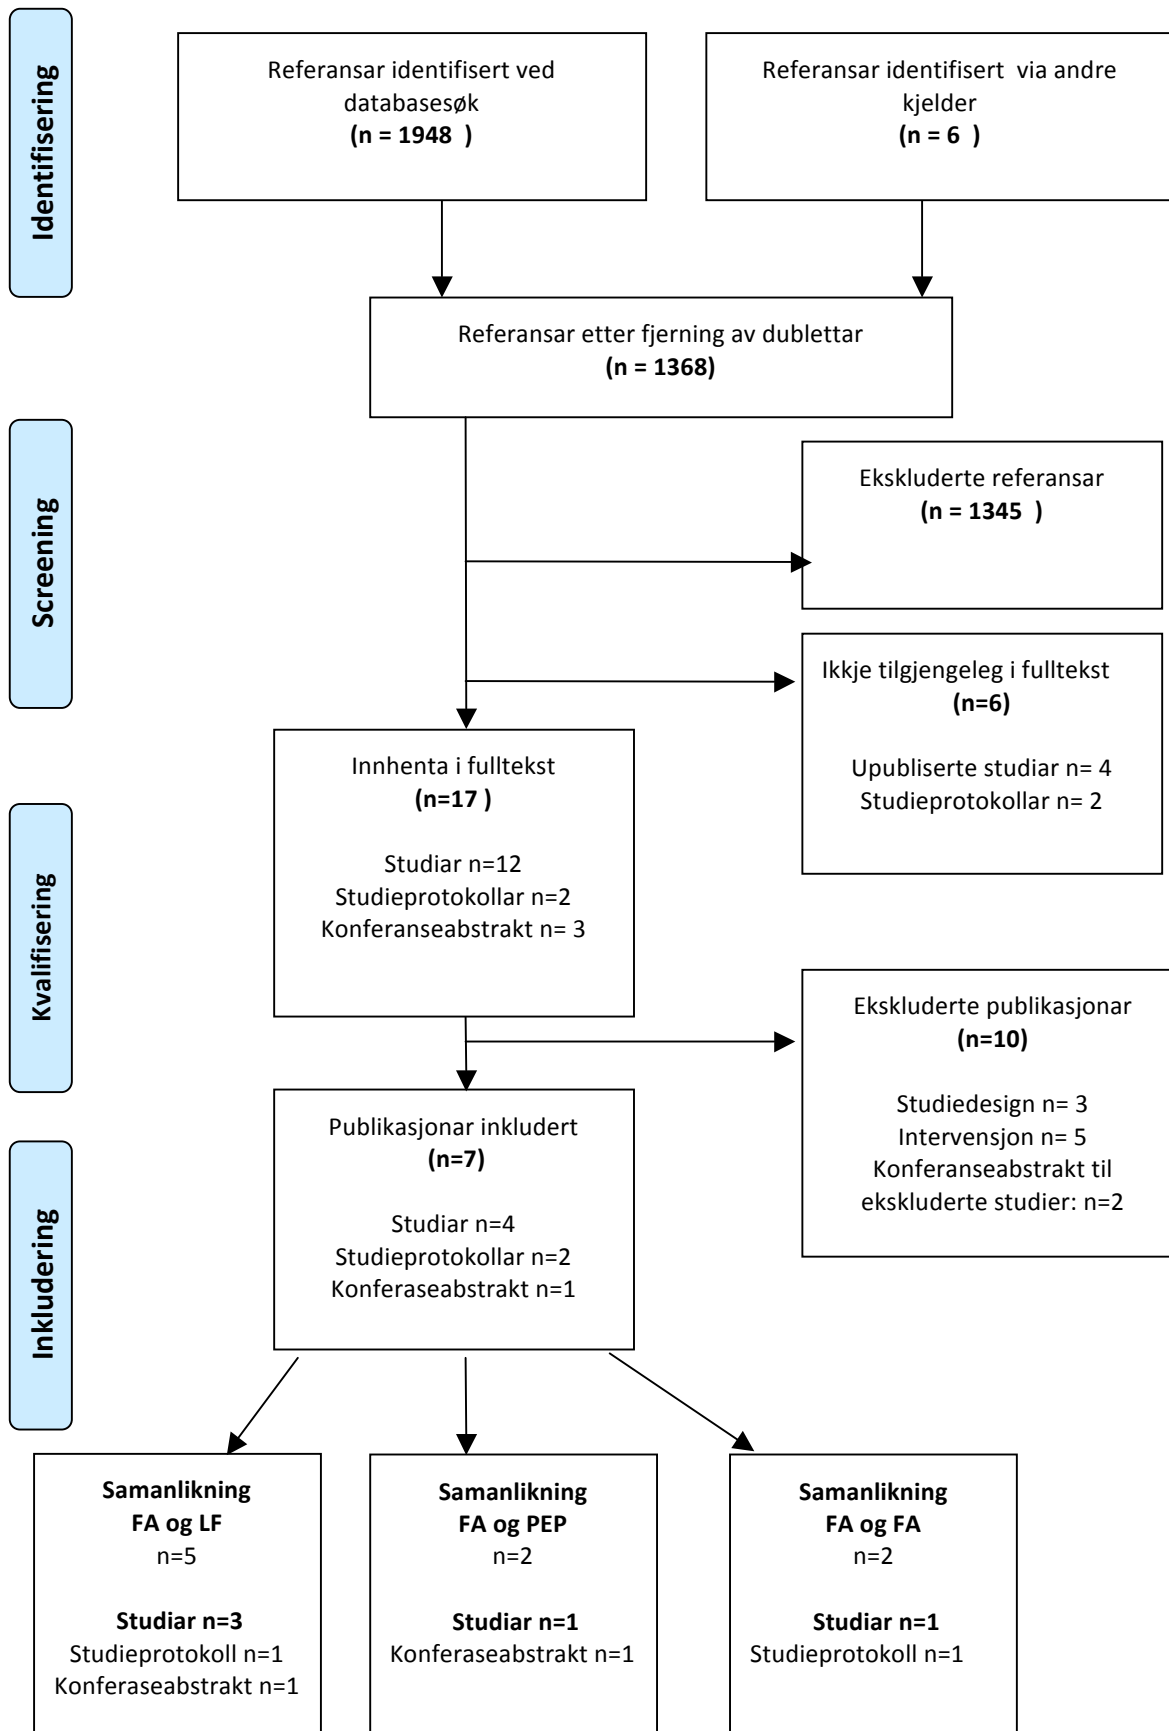 Identifisering
Referansar identifisert ved
databasesøk
(n = 1948  )
Referansar identifisert  via andre
kjelder
(n = 6  )
Referansar etter fjerning av dublettar
(n = 1368)
Screening
Ekskluderte referansar
(n = 1345  )
Ikkje tilgjengeleg i fulltekst
(n=6)
Upubliserte studiar n= 4
Studieprotokollar n= 2
Innhenta i fulltekst
(n=17 )
Studiar n=12
Studieprotokollar n=2
Konferanseabstrakt n= 3
Kvalifisering
Ekskluderte publikasjonar
(n=10)
Studiedesign n= 3
Intervensjon n= 5
Konferanseabstrakt til
ekskluderte studier: n=2
Publikasjonar inkludert
(n=7)
Studiar n=4
Studieprotokollar n=2
Konferaseabstrakt n=1
Inkludering
Samanlikning
FA og LF
n=5
Studiar n=3
Studieprotokoll n=1
Konferaseabstrakt n=1
Samanlikning
FA og PEP
n=2
Studiar n=1
Konferaseabstrakt n=1
Samanlikning
FA og FA
n=2
Studiar n=1
Studieprotokoll n=1